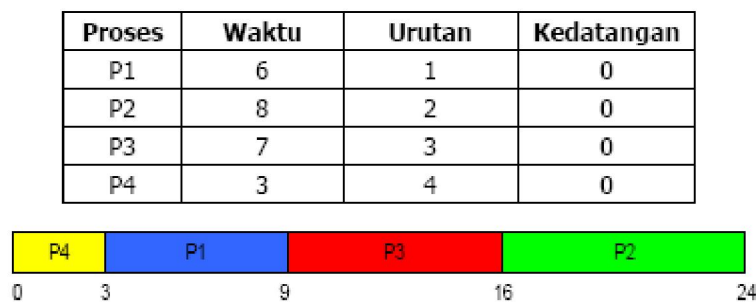 Proses Waktu Urutan Kedatangan
P1 6 1 0
P2 8 2 0
P3 7 3 0
P4 3 4 0
P4 P1 P3 P2
0 3 9 16 24